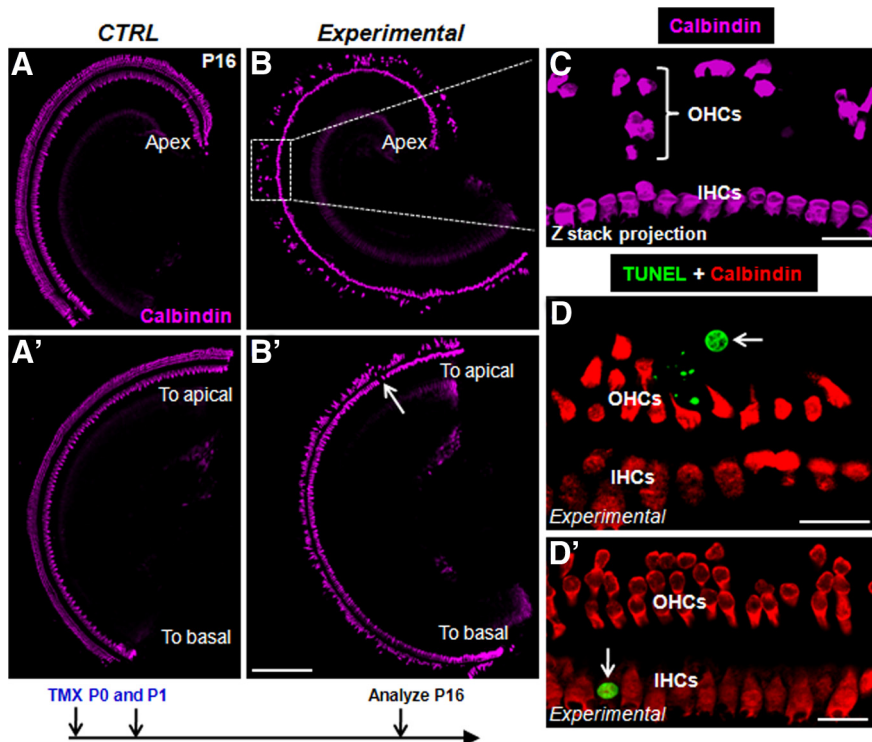 CTRL
Experimental
Calbindin
A
P16
Apex
Calbindin
B
Apex
C
OHCs
IHCs
Z stack projection
TUNEL + Calbindin
A’
To apical
To basal
B’
To apical
To basal
D
OHCs
IHCs
Experimental
D’
OHCs
IHCs
Experimental
TMX P0 and P1
Analyze P16